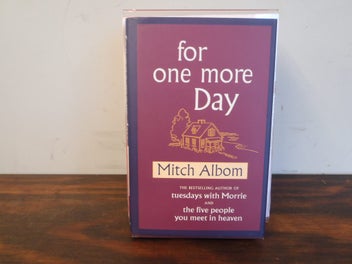 for
one more
Day
Mitch Albom
THE BESTSELLING AUTHOR OF
tuesdays with Morrie
AND
the five people
you meet in heaven